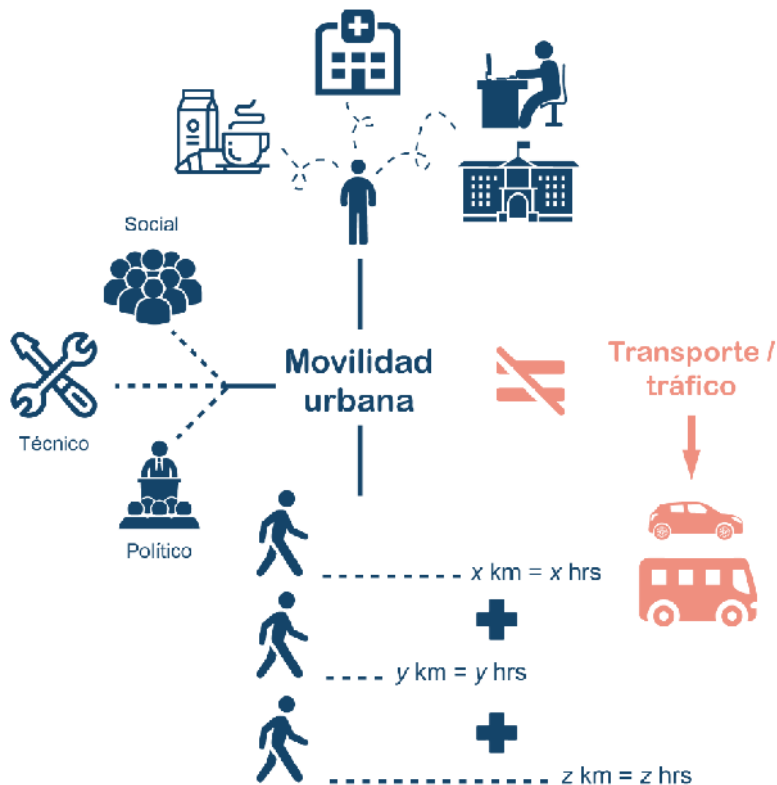 Social
Técnico
Político
Movilidad
urbana
Transporte /
tráfico
x km = x hrs
y km = y hrs
z km = z hrs